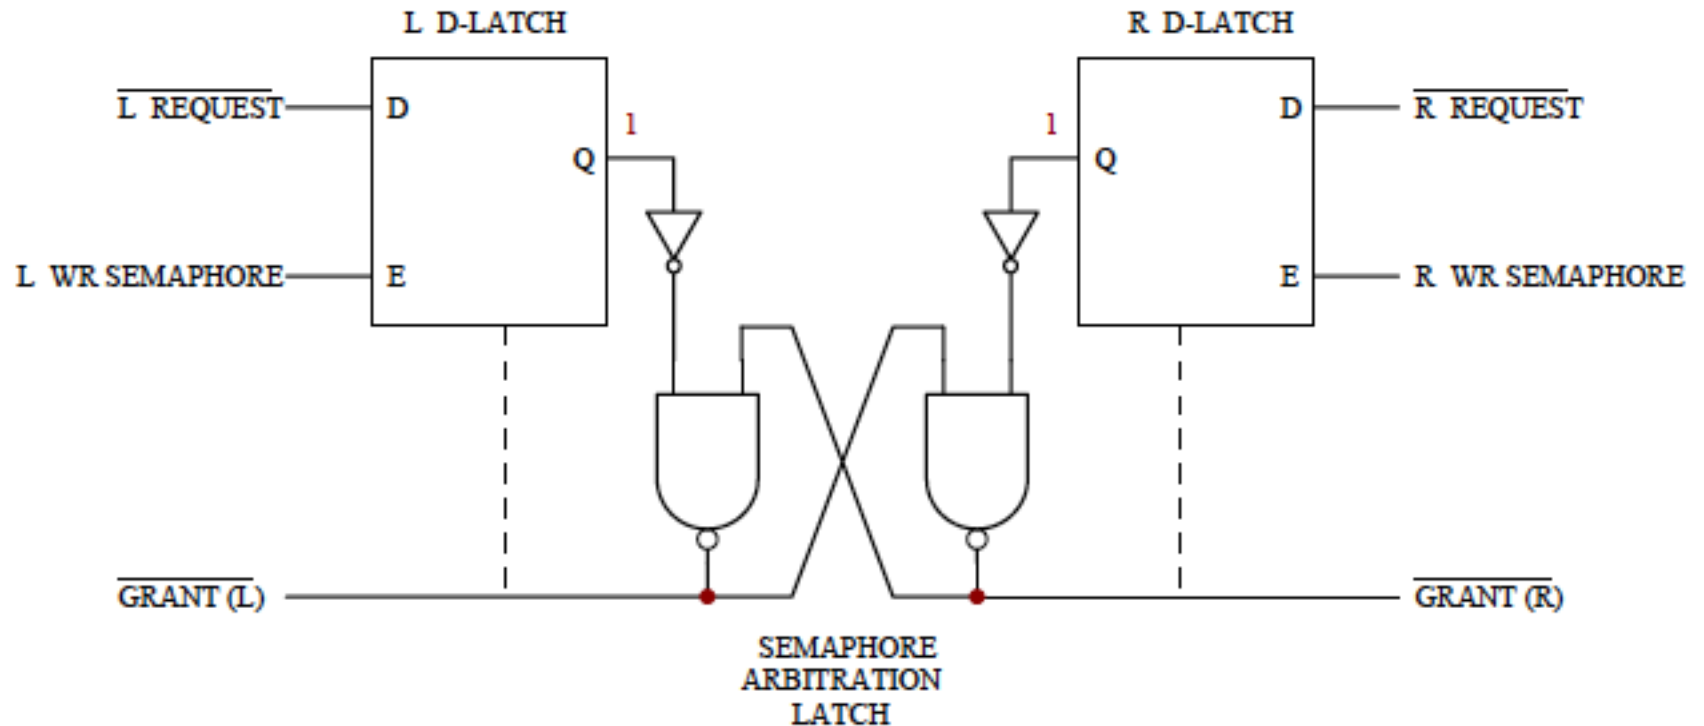 L D-LATCH
R D-LATCH
L REQUEST
D
1
1
D
R REQUEST
Q
Q
L WR SEMAPHORE
E
E
R WR SEMAPHORE
GRANT (L)
GRANT (R)
SEMAPHORE
ARBITRATION
LATCH